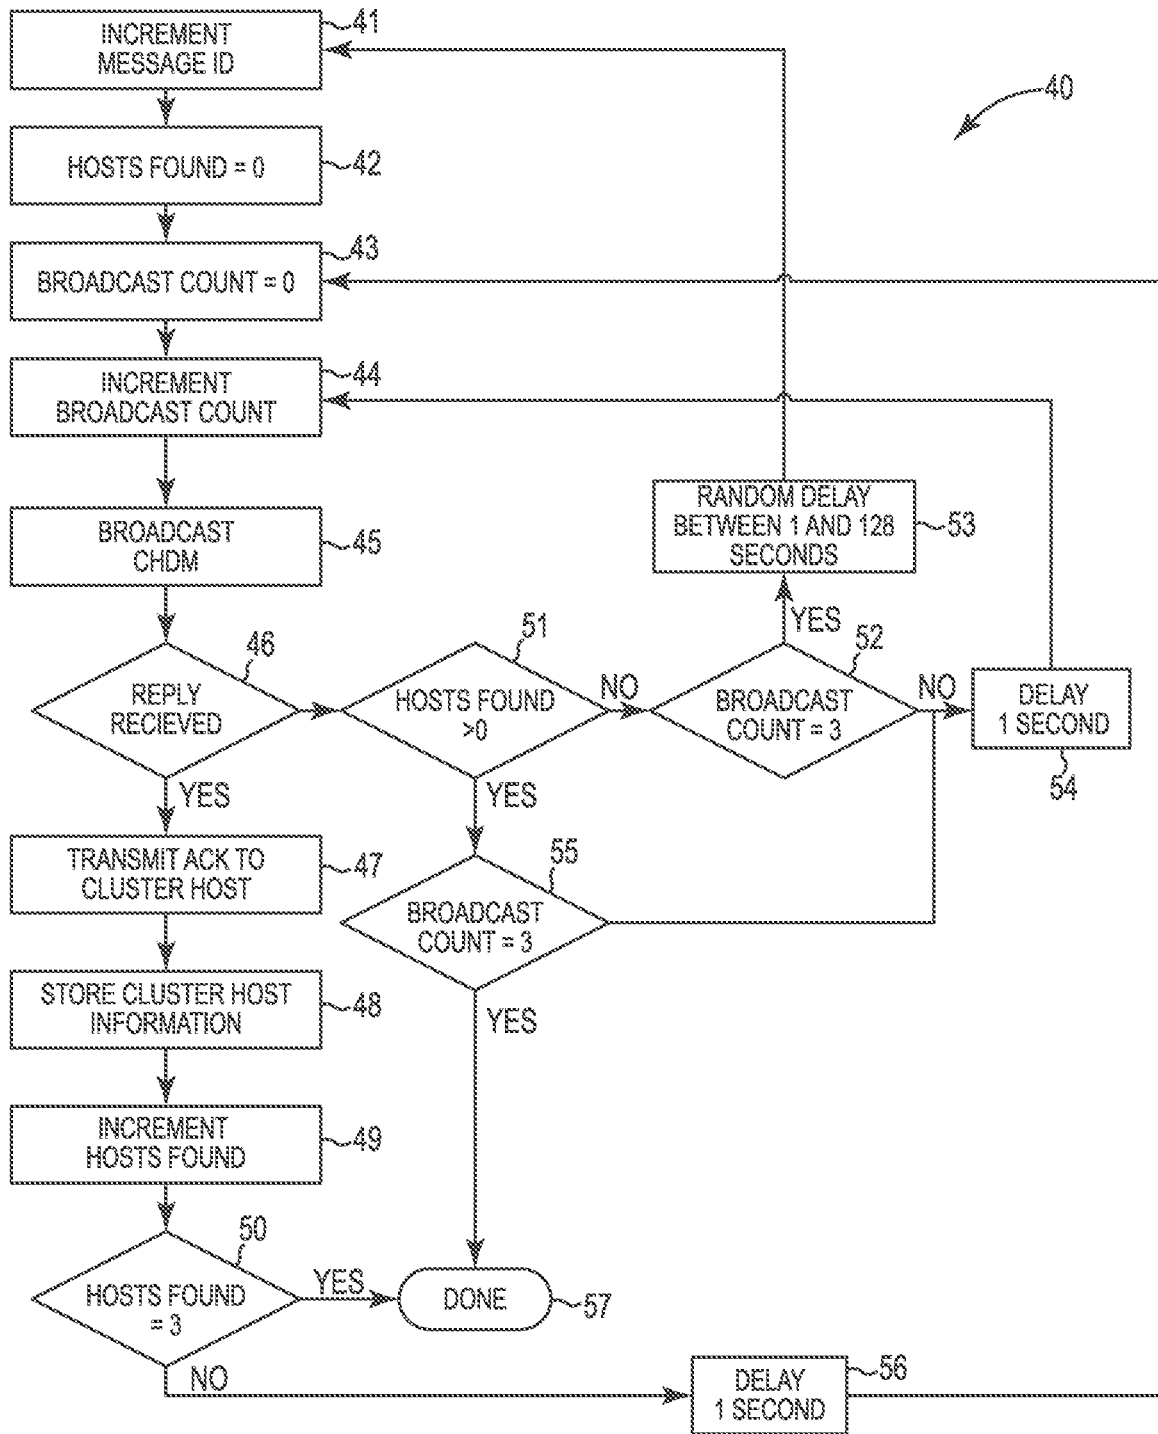 INCREMENT
MESSAGE ID
41
40
HOSTS FOUND = 0
42
BROADCAST COUNT = 0
43
INCREMENT
BROADCAST COUNT
44
BROADCAST
CHDM
45
RANDOM DELAY
BETWEEN 1 AND 128
SECONDS
53
YES
REPLY
RECIEVED
46
YES
HOSTS FOUND
>0
51
NO
YES
BROADCAST
COUNT = 3
52
NO
DELAY
1 SECOND
54
TRANSMIT ACK TO
CLUSTER HOST
47
BROADCAST
COUNT = 3
55
YES
STORE CLUSTER HOST
INFORMATION
48
INCREMENT
HOSTS FOUND
49
HOSTS FOUND
= 3
50
YES
DONE
57
NO
DELAY
1 SECOND
56